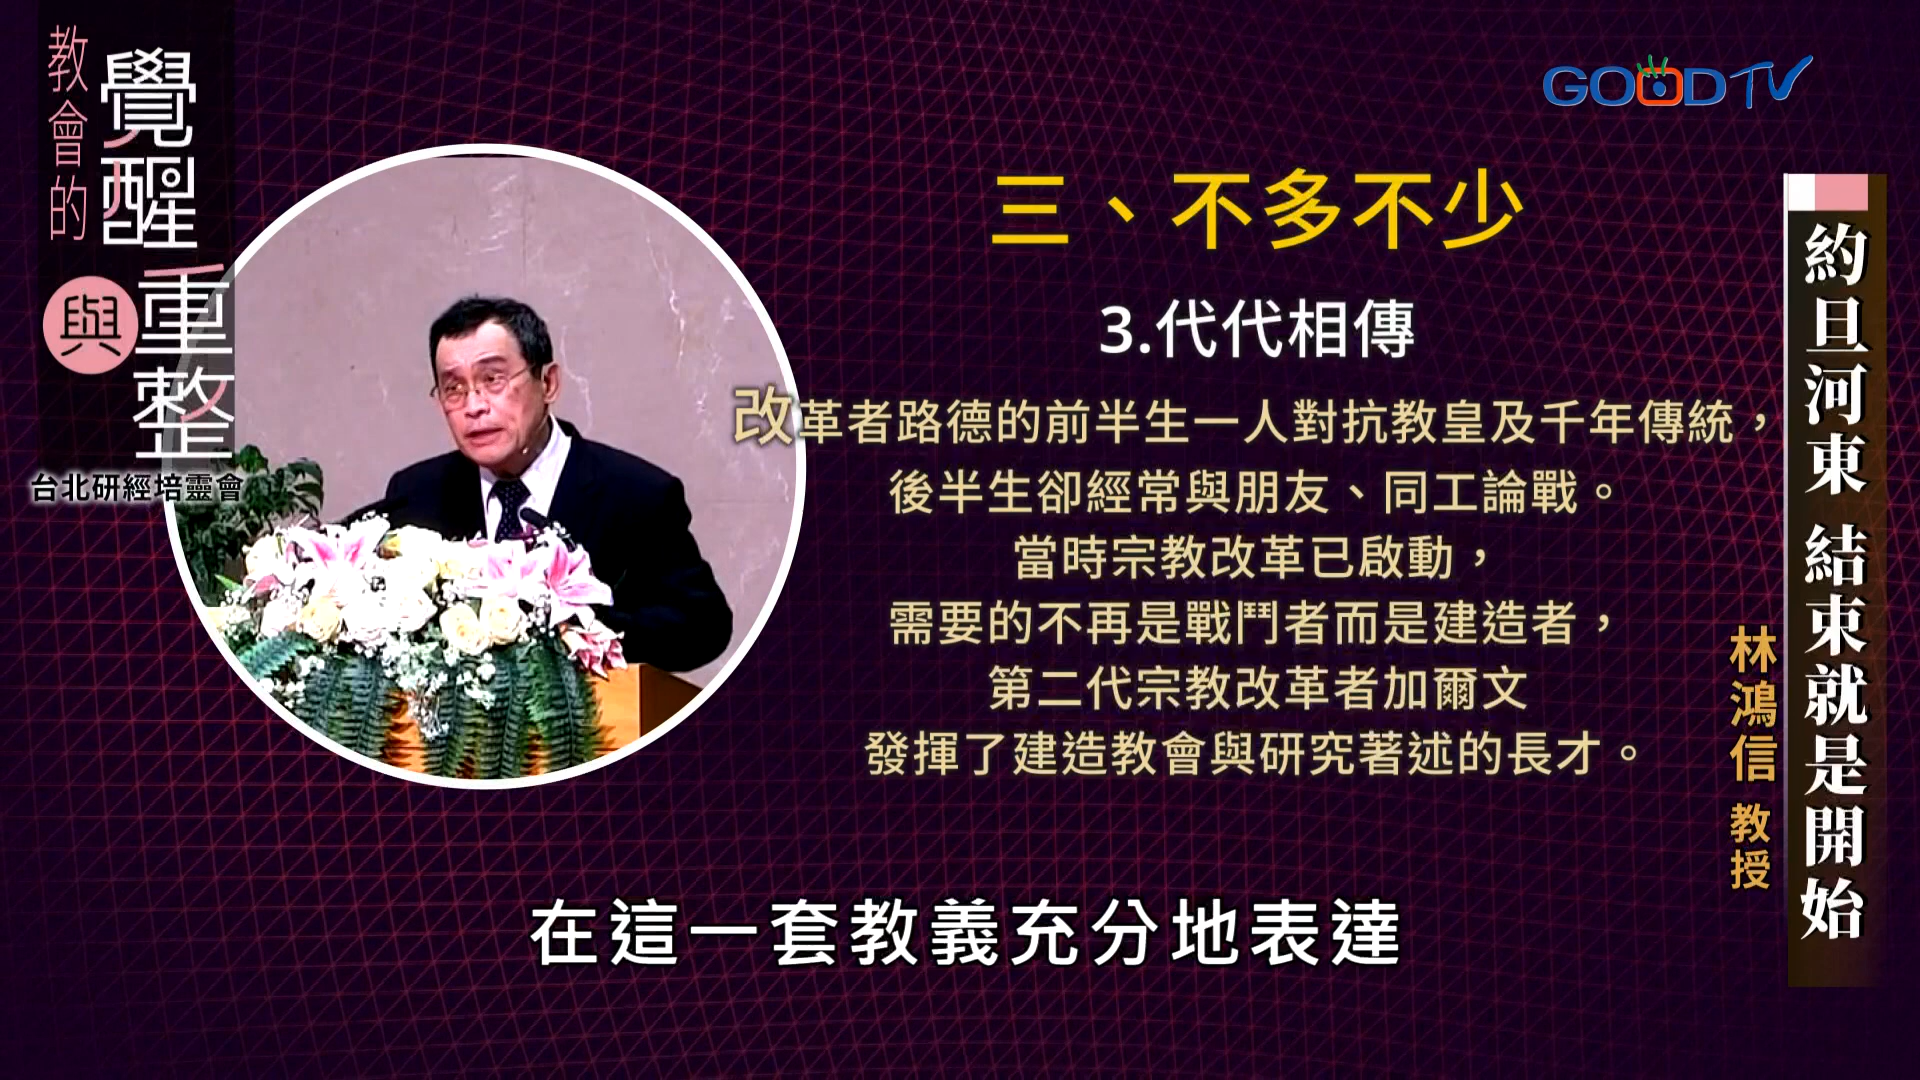 教會的
覺醒
與
重整
台北研經培靈會
GOODTV
三、不多不少
3.代代相傳
改革者路德的前半生一人對抗教皇及千年傳統，
後半生卻經常與朋友、同工論戰。
當時宗教改革已啟動，
需要的不再是戰鬥者而是建造者，
第二代宗教改革者加爾文
發揮了建造教會與研究著述的長才。
約旦河東 結束就是開始
林鴻信 教授
在這一套教義充分地表達